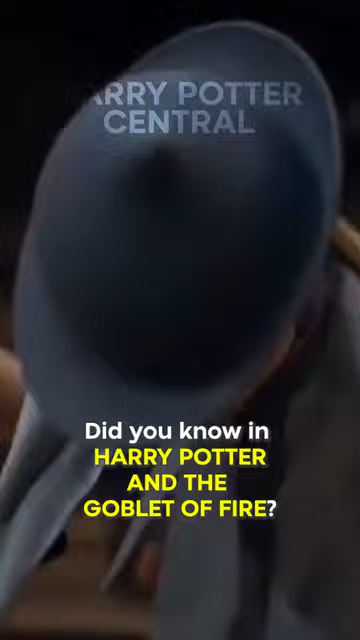 HARRY POTTER
CENTRAL
Did you know in
HARRY POTTER
AND THE
GOBLET OF FIRE?